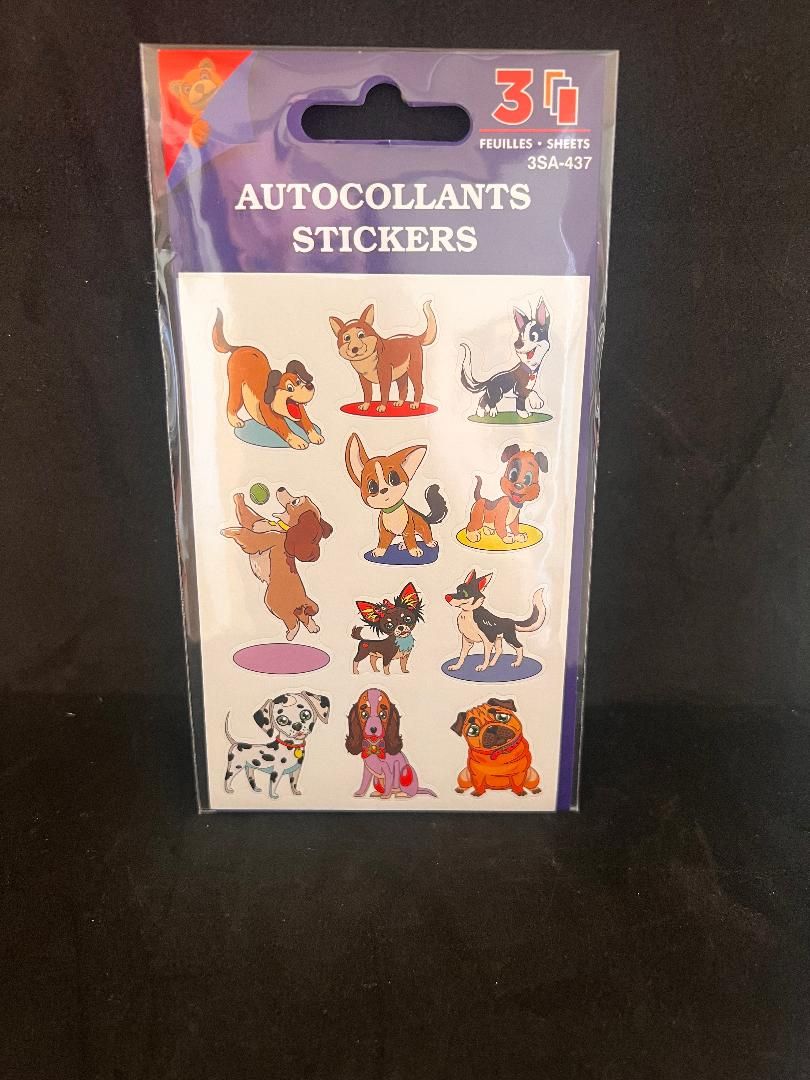 3
FEUILLES • SHEETS
3SA-437
AUTOCOLLANTS
STICKERS